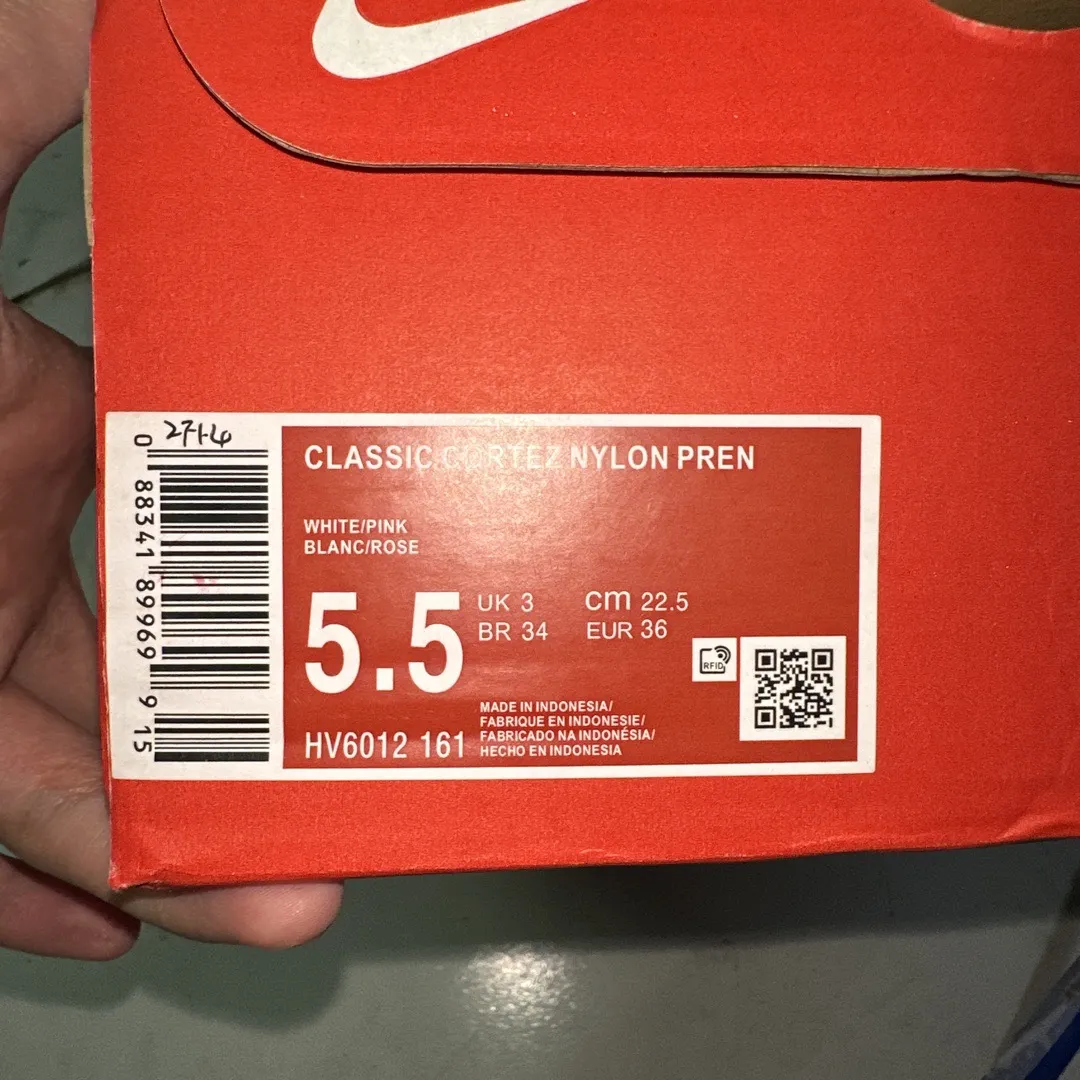 271-4
0 88341 89969 9 15
CLASSIC CORTEZ NYLON PREN
WHITE/PINK
BLANC/ROSE
5.5
UK 3 cm 22.5
BR 34 EUR 36
RFID
MADE IN INDONESIA/
FABRIQUE EN INDONESIE/
FABRICADO NA INDONÉSIA/
HECHO EN INDONESIA
HV6012 161